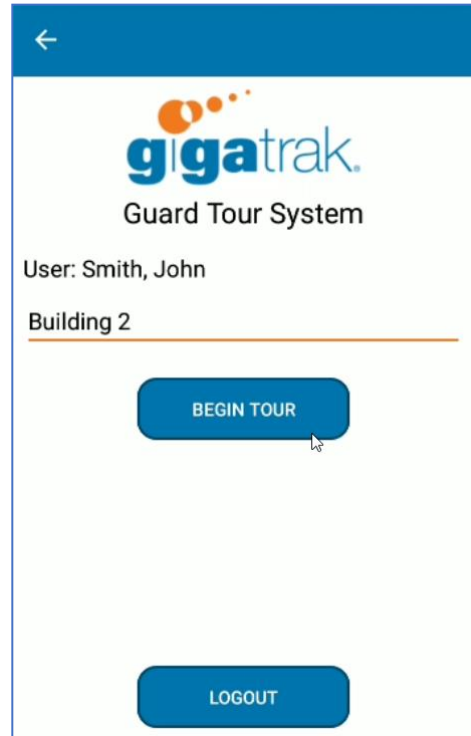 gigatrak®
Guard Tour System
User: Smith, John
Building 2
BEGIN TOUR
LOGOUT